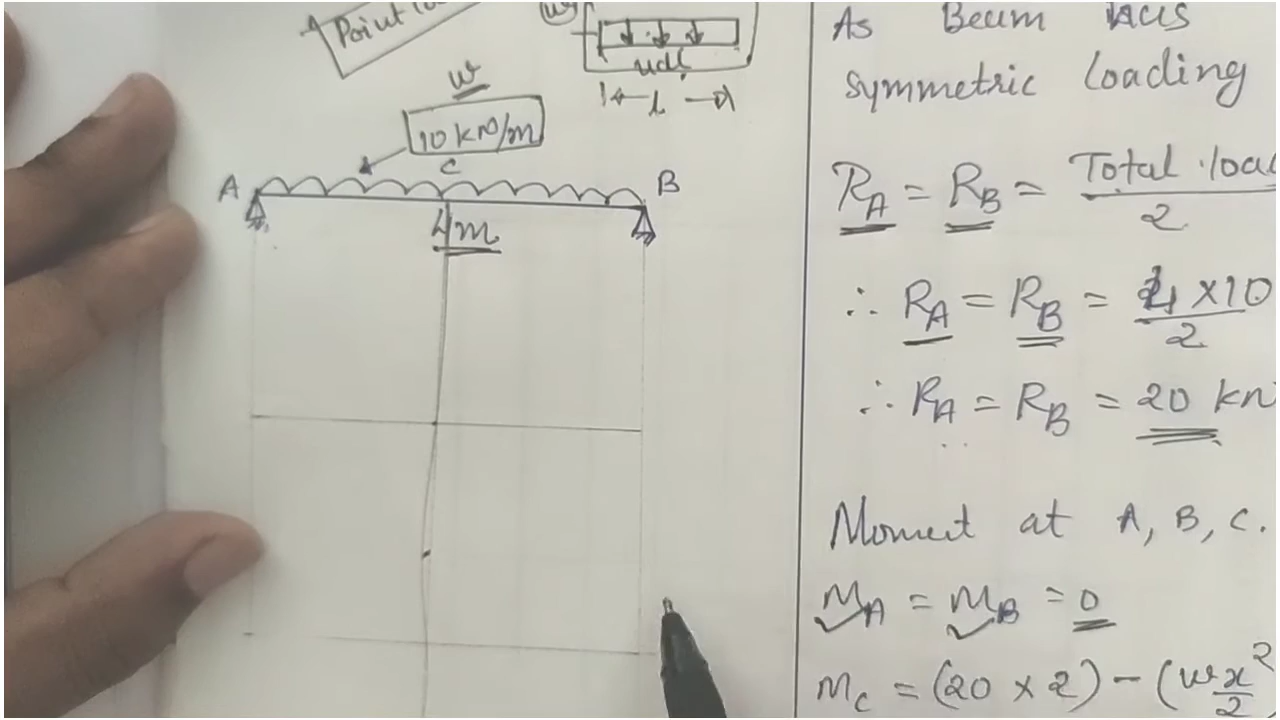 Point
w
udl
l
w
10 kN/m
A C B
4m
As Beam has
symmetric loading
RA = RB = Total load
2
∴ RA = RB = 4 × 10
2
∴ RA = RB = 20 kN
Moment at A, B, C.
MA = MB = 0
Mc = (20 × 2) - (wx²
2